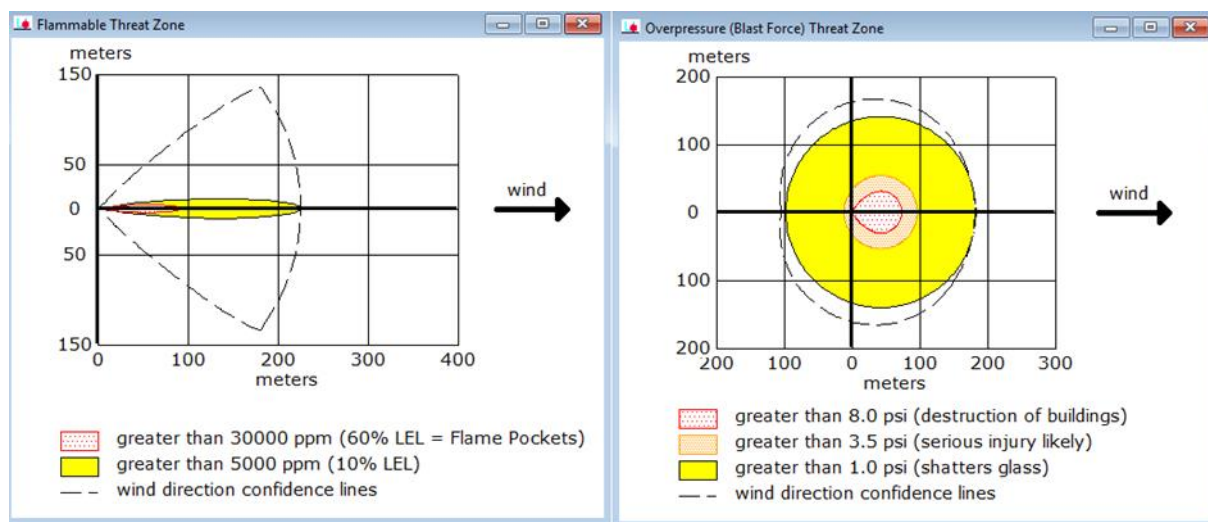 Flammable Threat Zone
meters
150
50
0
50
150
0
100
200
300
400
meters
wind
greater than 30000 ppm (60% LEL = Flame Pockets)
greater than 5000 ppm (10% LEL)
wind direction confidence lines
Overpressure (Blast Force) Threat Zone
meters
200
100
0
100
200
200
100
0
100
200
300
meters
wind
greater than 8.0 psi (destruction of buildings)
greater than 3.5 psi (serious injury likely)
greater than 1.0 psi (shatters glass)
wind direction confidence lines